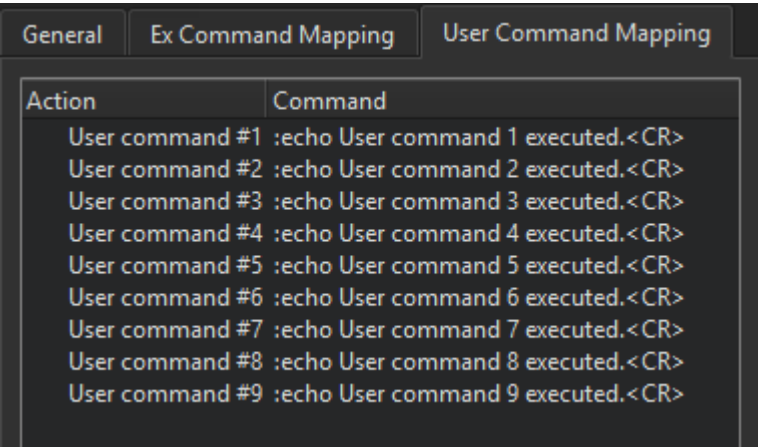 General Ex Command Mapping User Command Mapping
Action Command
User command #1 :echo User command 1 executed.<CR>
User command #2 :echo User command 2 executed.<CR>
User command #3 :echo User command 3 executed.<CR>
User command #4 :echo User command 4 executed.<CR>
User command #5 :echo User command 5 executed.<CR>
User command #6 :echo User command 6 executed.<CR>
User command #7 :echo User command 7 executed.<CR>
User command #8 :echo User command 8 executed.<CR>
User command #9 :echo User command 9 executed.<CR>